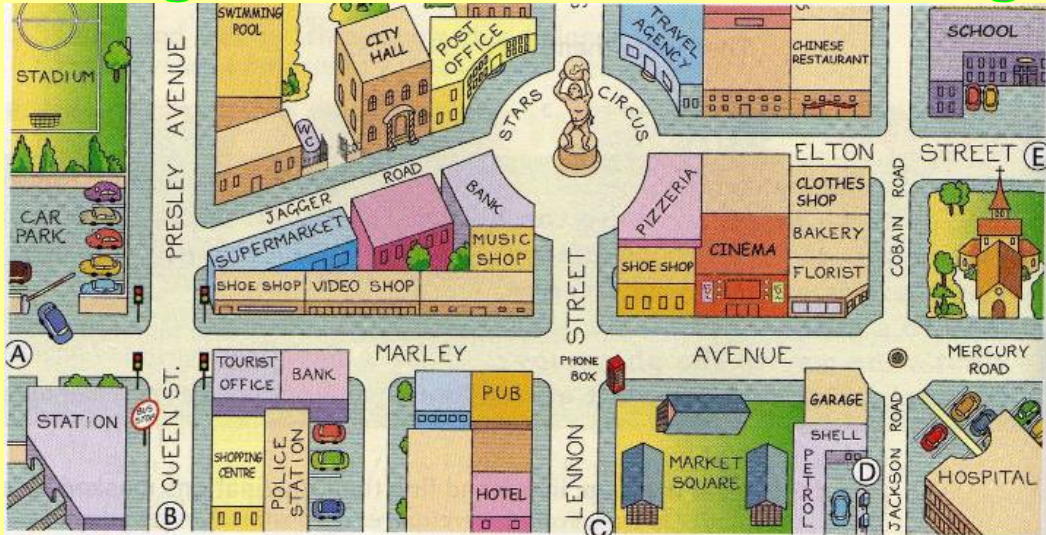 SWIMMING
POOL
CITY
HALL
POST
OFFICE
TRAVEL
AGENCY
CHINESE
RESTAURANT
SCHOOL
STADIUM
PRESLEY AVENUE
WC
STARS CIRCUS
ELTON STREET E
JAGGER ROAD
BANK
PIZZERIA
CLOTHES
SHOP
COBAIN ROAD
CAR
PARK
SUPERMARKET
MUSIC
SHOP
CINEMA
BAKERY
SHOE SHOP
FLORIST
SHOE SHOP
VIDEO SHOP
STREET
A
MARLEY
AVENUE
MERCURY
ROAD
PHONE
BOX
TOURIST
OFFICE
BANK
PUB
GARAGE
STATION
BUS
STOP
QUEEN ST.
SHOPPING
CENTRE
POLICE
STATION
LENNON
MARKET
SQUARE
SHELL
PETROL
D
JACKSON ROAD
HOSPITAL
HOTEL
B
C